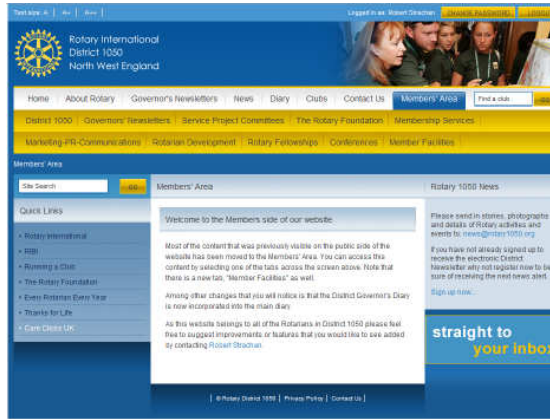 Text size: A | A+ | A++ |
Logged in as: Robert Strachan
CHANGE PASSWORD
LOGOUT
Rotary International
District 1050
North West England
Home
About Rotary
Governor's Newsletters
News
Diary
Clubs
Contact Us
Members' Area
Find a club
GO
District 1050
Governors' Newsletters
Service Project Committees
The Rotary Foundation
Membership Services
Marketing-PR-Communications
Rotarian Development
Rotary Fellowships
Conferences
Member Facilities
Members' Area
Site Search
GO
Quick Links
Rotary International
RIBI
Running a Club
The Rotary Foundation
Every Rotarian Every Year
Thanks for Life
Care Clicks UK
Members' Area
Welcome to the Members side of our website
Most of the content that was previously visible on the public side of the
website has been moved to the Members' Area. You can access this
content by selecting one of the tabs across the screen above. Note that
there is a new tab, "Member Facilities" as well.
Among other changes that you will notice is that the District Governor's Diary
is now incorporated into the main diary
As this website belongs to all of the Rotarians in District 1050 please feel
free to suggest improvements or features that you would like to see added
by contacting Robert Strachan
Rotary 1050 News
Please send in stories, photographs
and details of Rotary activities and
events to: news@rotary1050.org
If you have not already signed up to
receive the electronic District
Newsletter why not register now to be
sure of receiving the next news alert.
Sign up now...
straight to
your inbox
| © Rotary District 1050 | Privacy Policy | Contact Us |